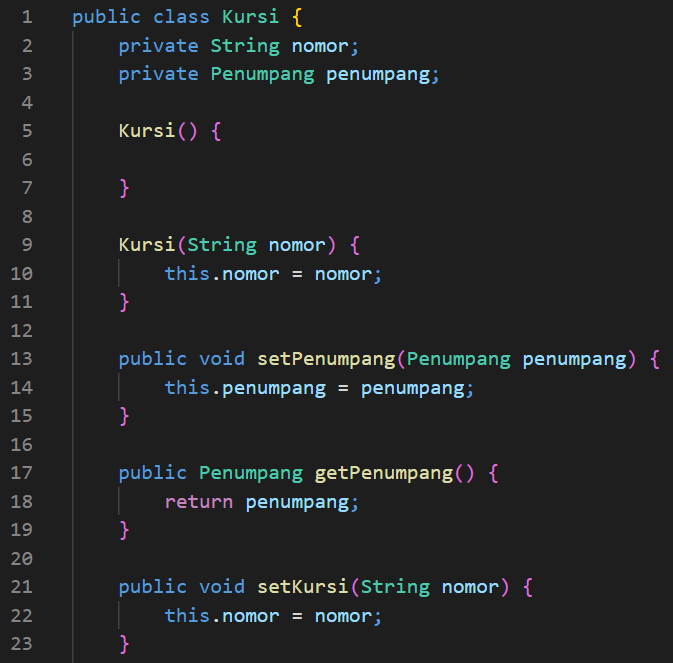 1 public class Kursi {
2     private String nomor;
3     private Penumpang penumpang;
4
5     Kursi() {
6
7     }
8
9     Kursi(String nomor) {
10         this.nomor = nomor;
11     }
12
13     public void setPenumpang(Penumpang penumpang) {
14         this.penumpang = penumpang;
15     }
16
17     public Penumpang getPenumpang() {
18         return penumpang;
19     }
20
21     public void setKursi(String nomor) {
22         this.nomor = nomor;
23     }